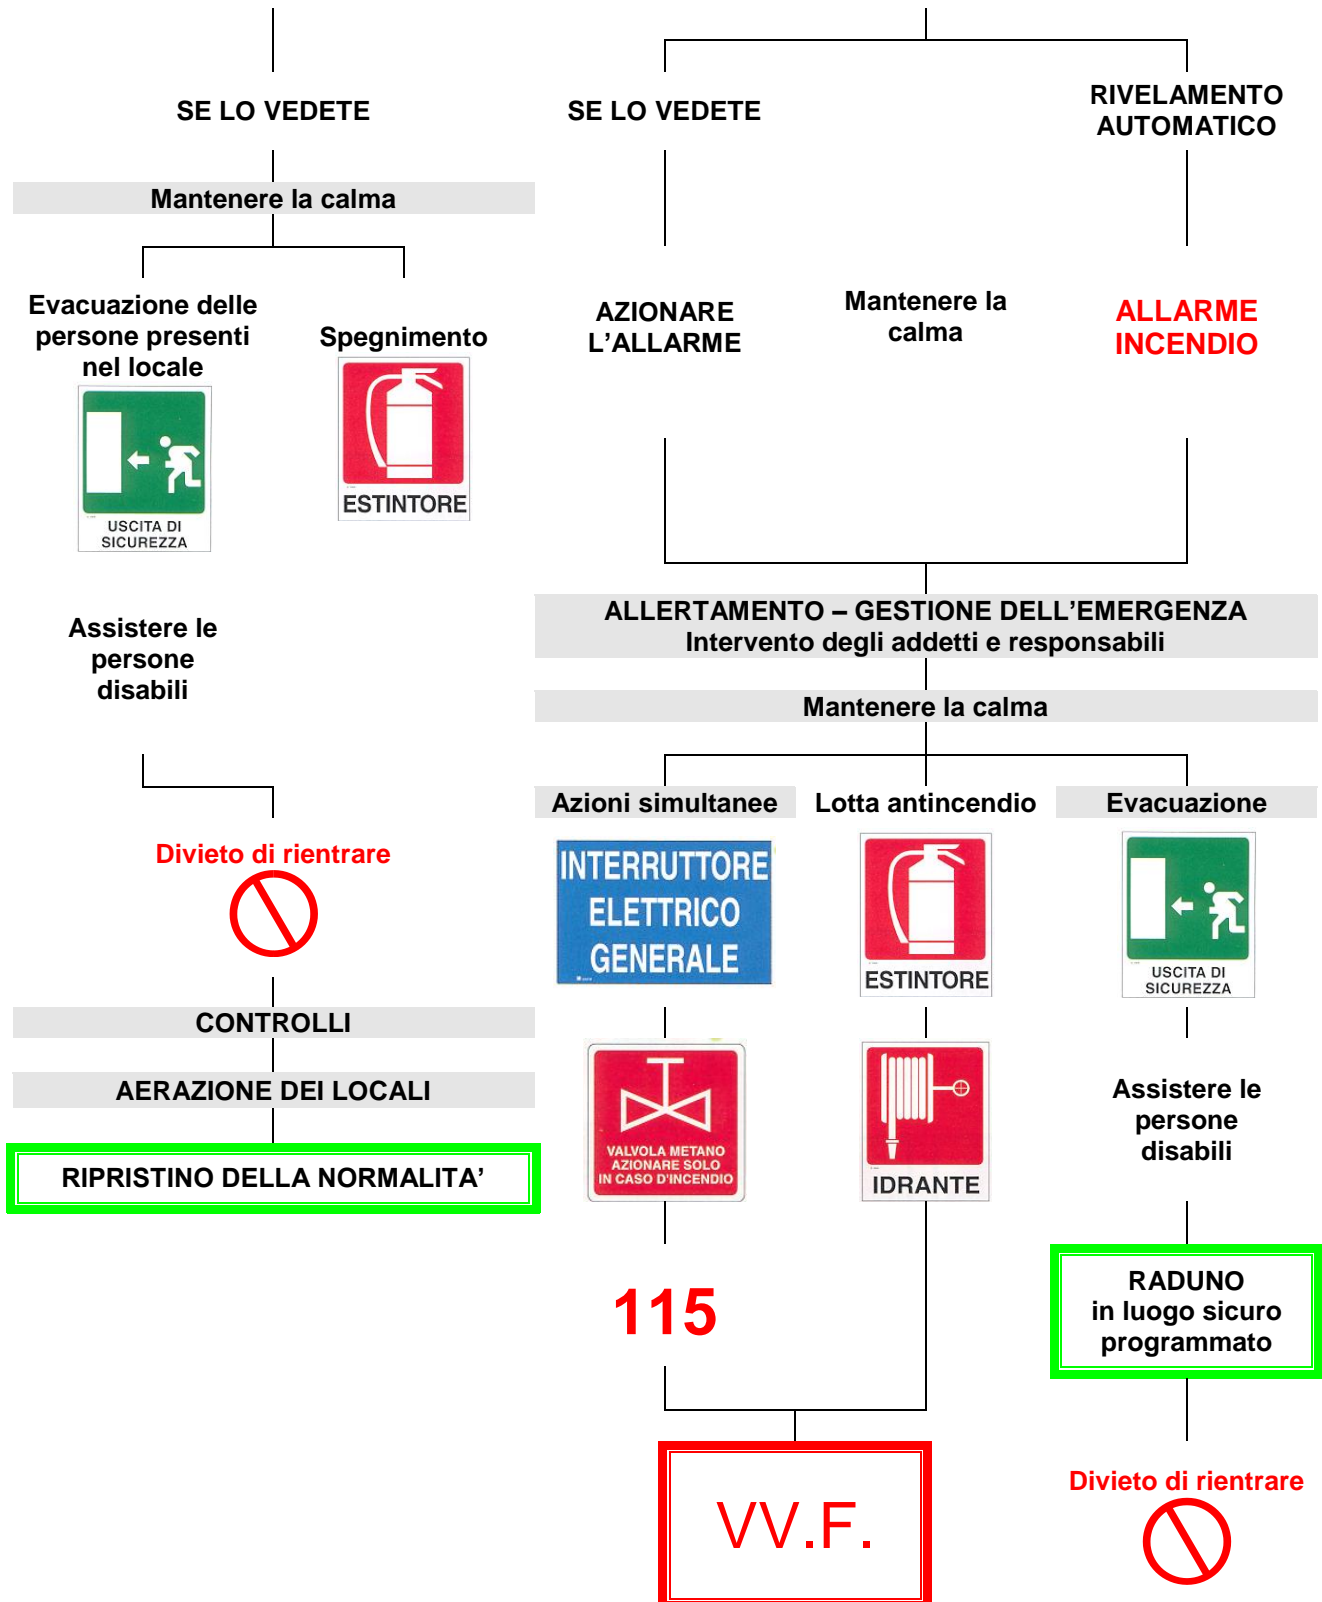 SE LO VEDETE
Mantenere la calma
Evacuazione delle
persone presenti
nel locale
USCITA DI
SICUREZZA
Spegnimento
ESTINTORE
Assistere le
persone
disabili
Divieto di rientrare
CONTROLLI
AERAZIONE DEI LOCALI
RIPRISTINO DELLA NORMALITA’
SE LO VEDETE
RIVELAMENTO
AUTOMATICO
AZIONARE
L’ALLARME
Mantenere la
calma
ALLARME
INCENDIO
ALLERTAMENTO – GESTIONE DELL’EMERGENZA
Intervento degli addetti e responsabili
Mantenere la calma
Azioni simultanee
INTERRUTTORE
ELETTRICO
GENERALE
VALVOLA METANO
AZIONARE SOLO
IN CASO D'INCENDIO
115
Lotta antincendio
ESTINTORE
IDRANTE
VV.F.
Evacuazione
USCITA DI
SICUREZZA
Assistere le
persone
disabili
RADUNO
in luogo sicuro
programmato
Divieto di rientrare